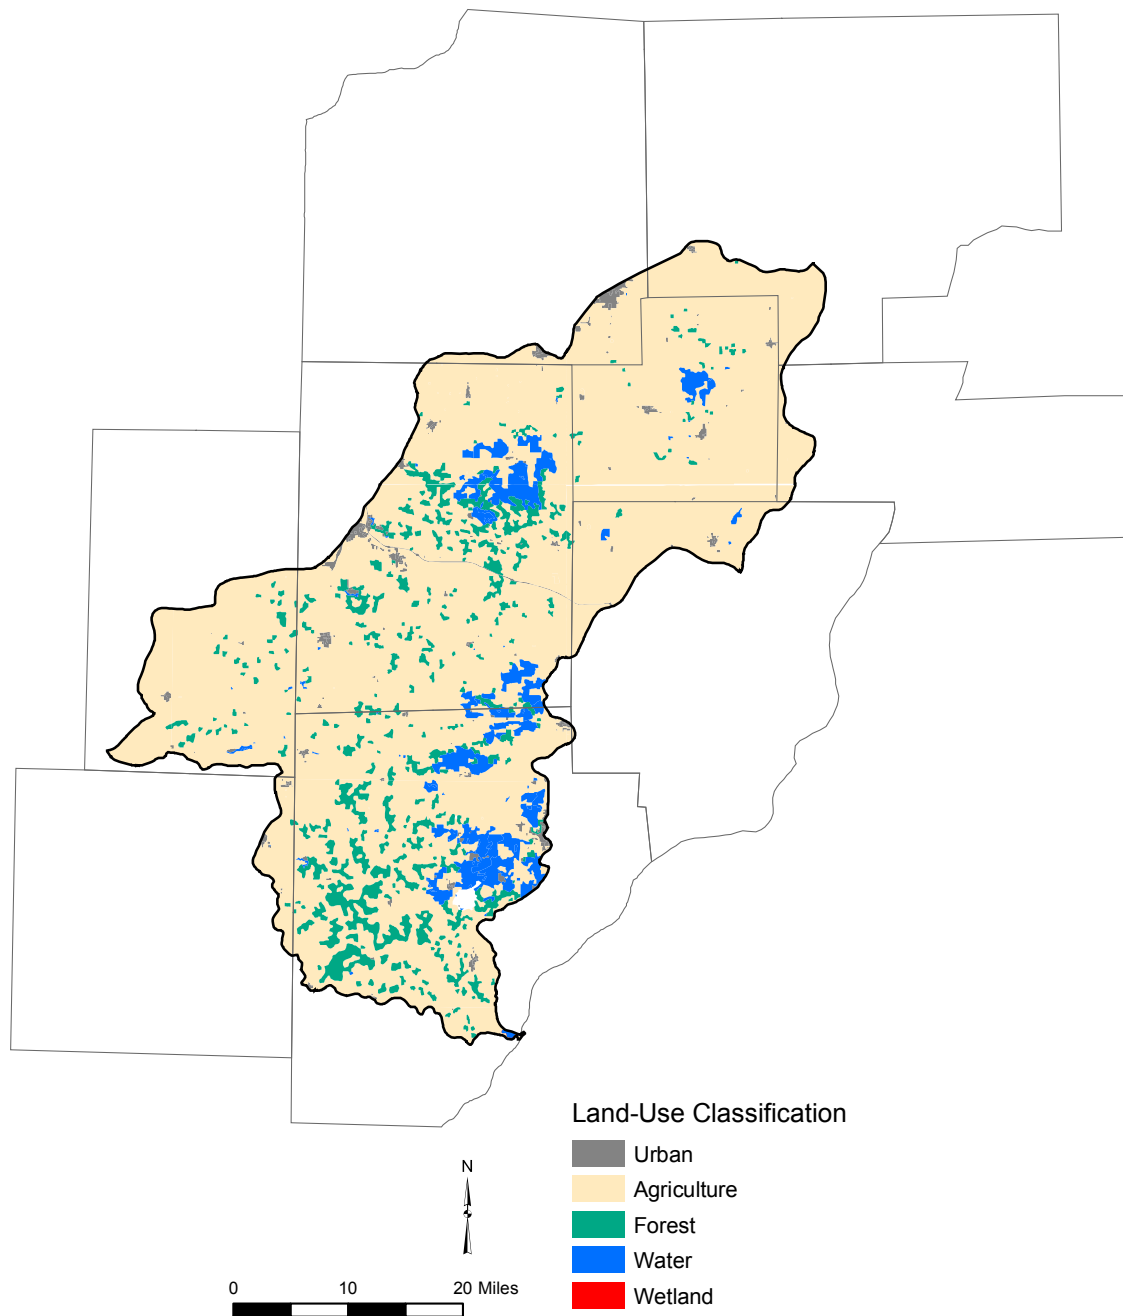 Land-Use Classification
Urban
Agriculture
Forest
Water
Wetland
N
0 10 20 Miles